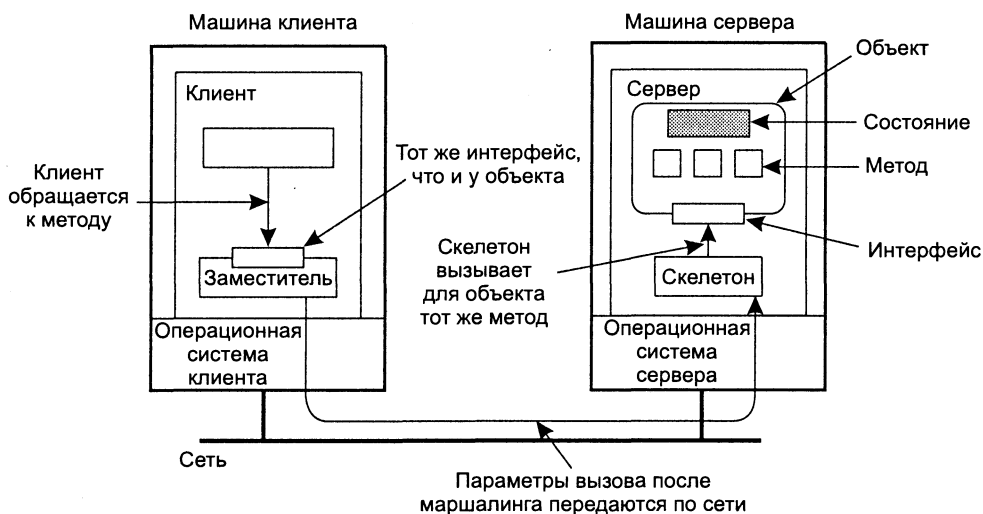 Машина клиента
Машина сервера
Объект
Клиент
Сервер
Состояние
Тот же интерфейс,
что и у объекта
Метод
Клиент
обращается
к методу
Интерфейс
Скелетон
вызывает
для объекта
тот же метод
Заместитель
Скелетон
Операционная
система
клиента
Операционная
система
сервера
Сеть
Параметры вызова после
маршалинга передаются по сети